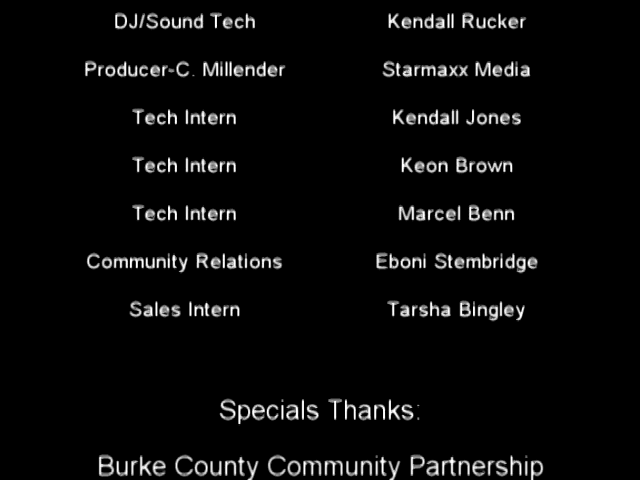 DJ/Sound Tech Kendall Rucker
Producer-C. Millender Starmaxx Media
Tech Intern Kendall Jones
Tech Intern Keon Brown
Tech Intern Marcel Benn
Community Relations Eboni Stembridge
Sales Intern Tarsha Bingley
Specials Thanks:
Burke County Community Partnership